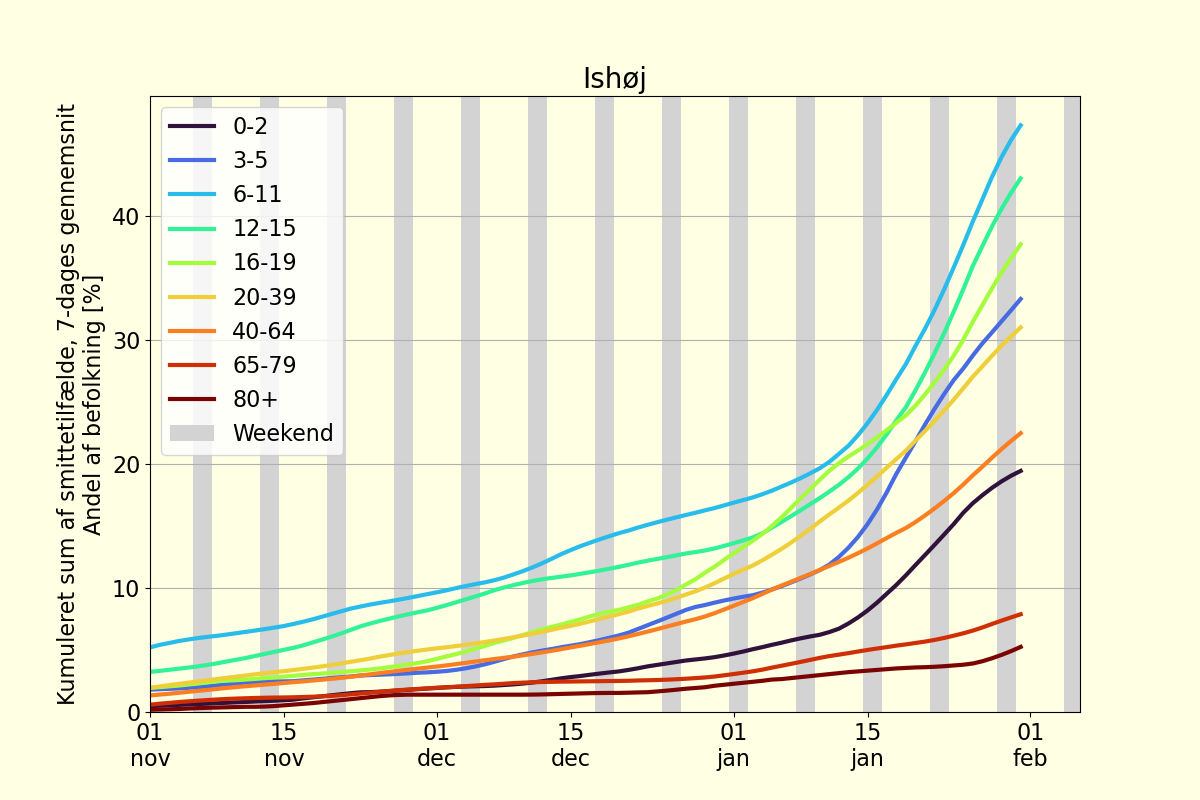 Ishøj
Kumuleret sum af smittetilfælde, 7-dages gennemsnit
Andel af befolkning [%]
0-2
3-5
6-11
12-15
16-19
20-39
40-64
65-79
80+
Weekend
40
30
20
10
0
01 15 01 15 01 15 01
nov nov dec dec jan jan feb